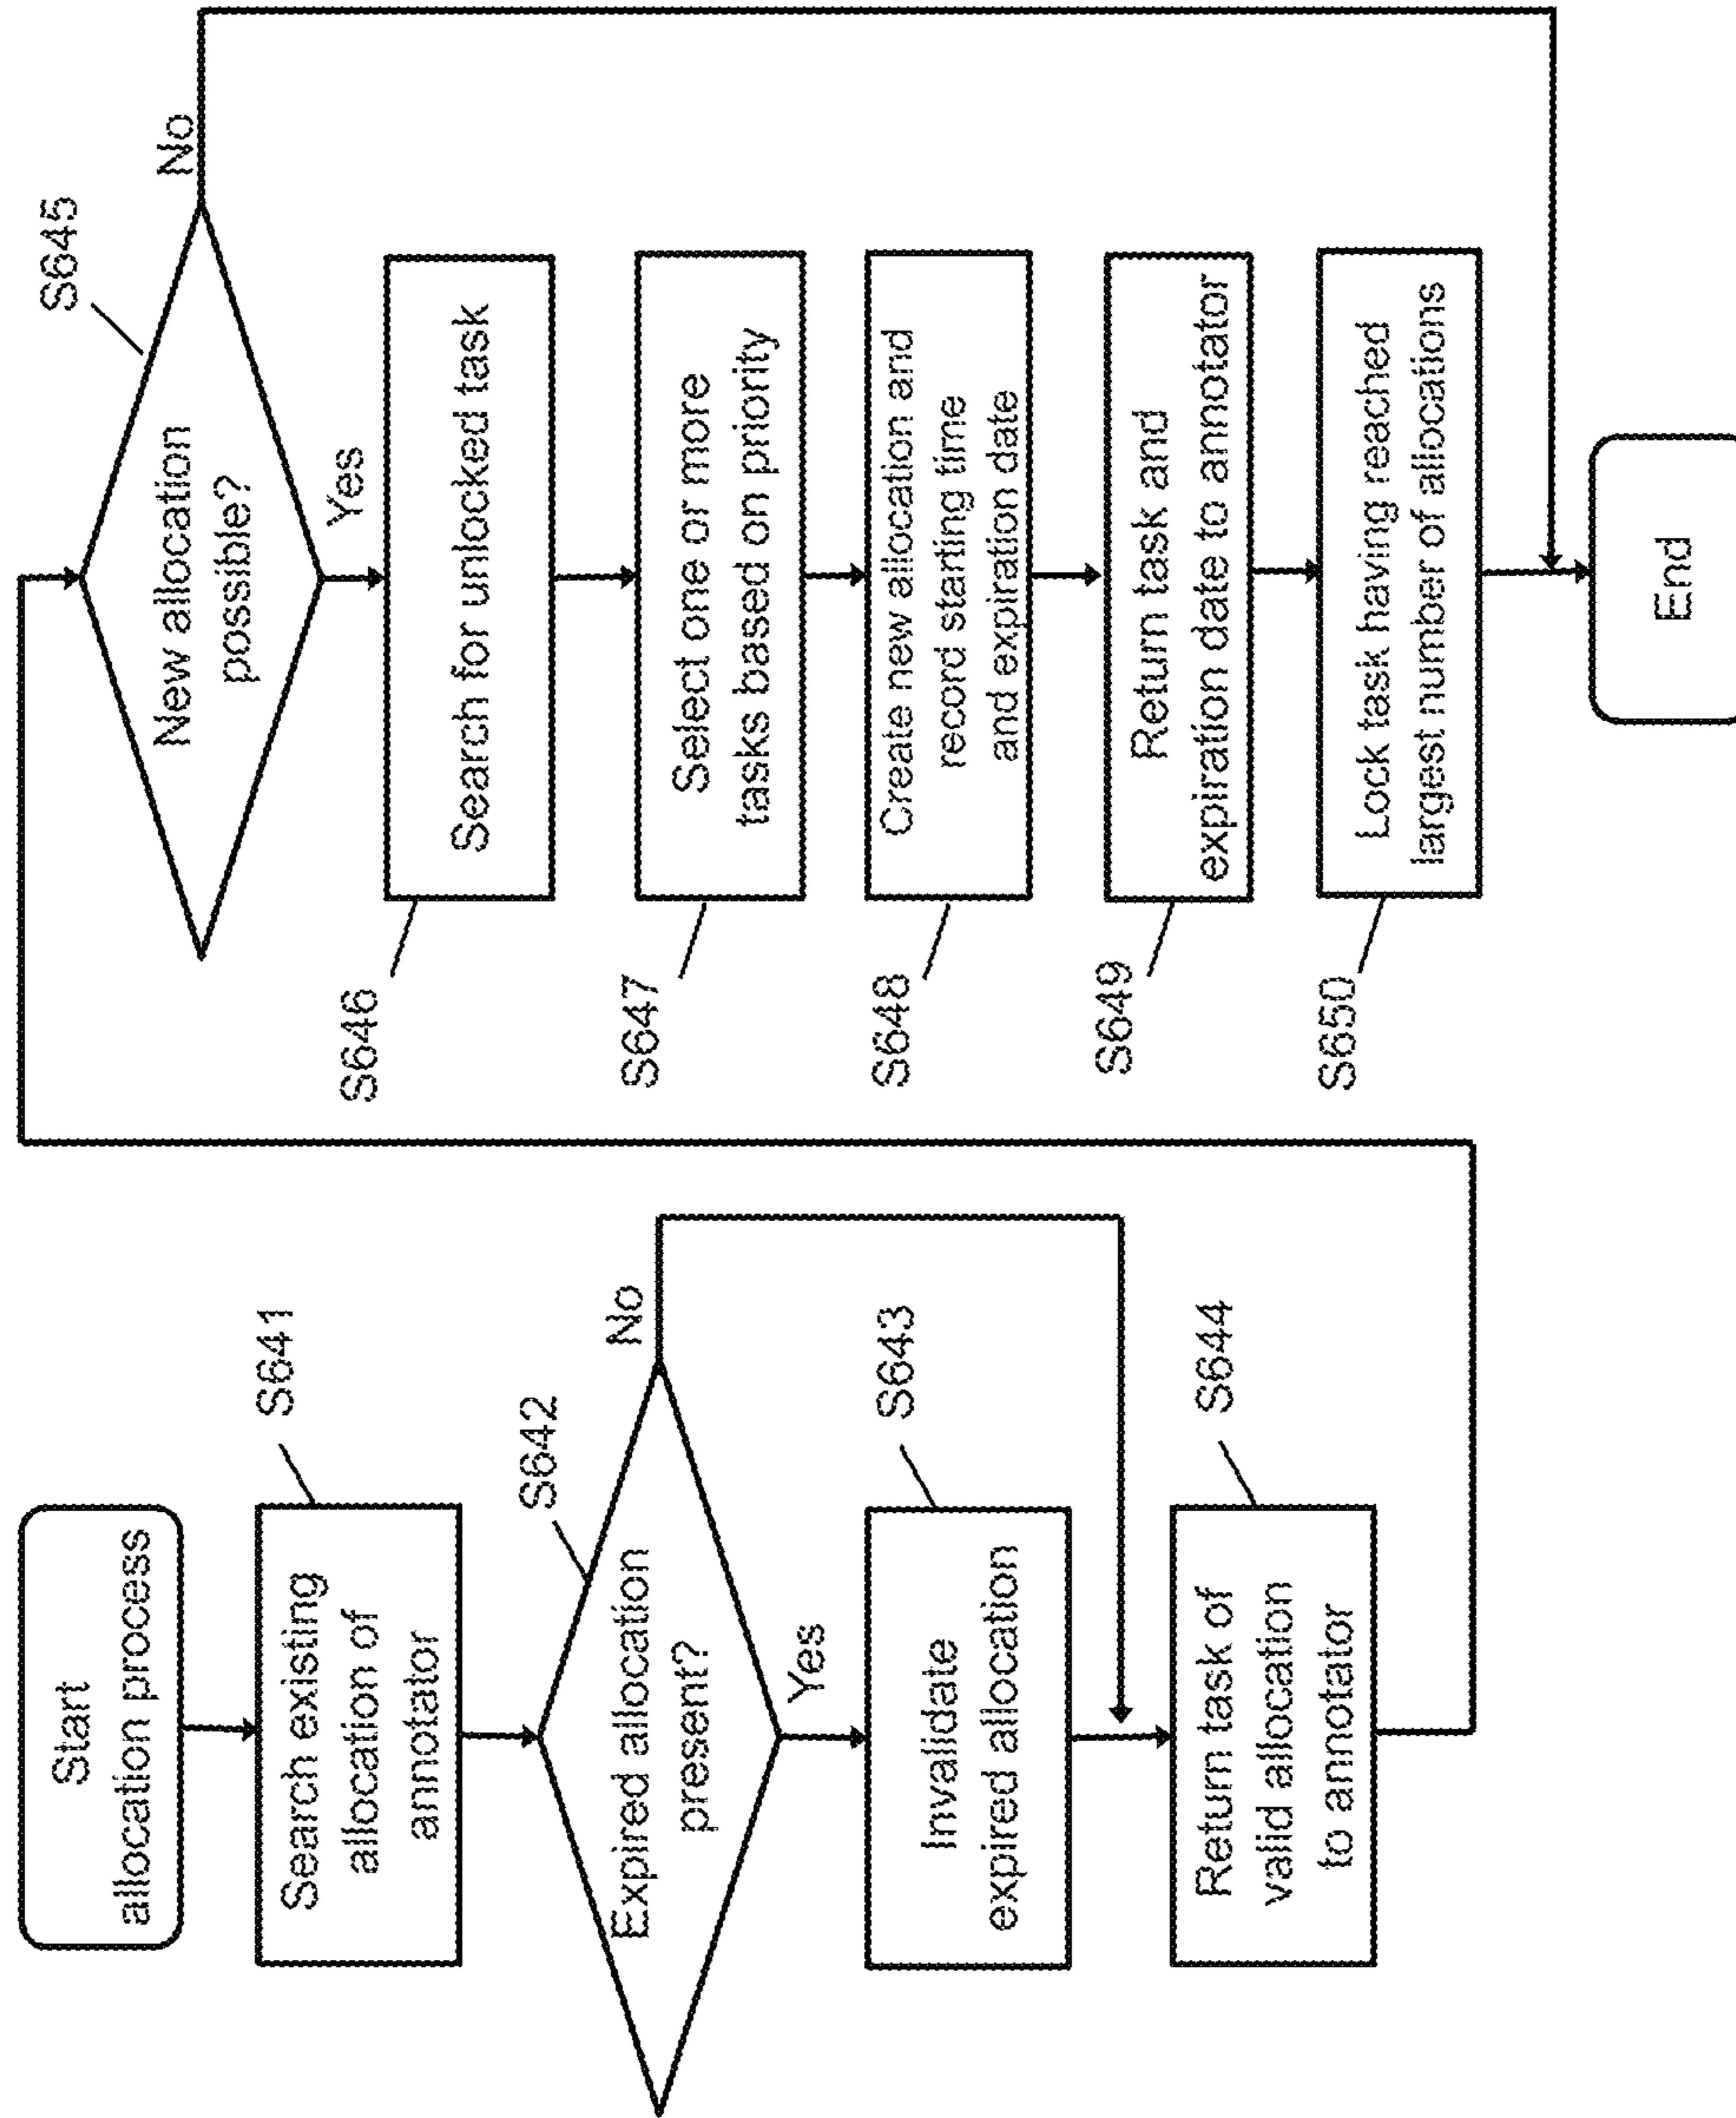 Start
allocation process
S641
Search existing
allocation of
annotator
S642
Expired allocation
present?
No
Yes
S643
Invalidate
expired allocation
S644
Return task of
valid allocation
to annotator
S645
New allocation
possible?
No
Yes
S646
Search for unlocked task
S647
Select one or more
tasks based on priority
S648
Create new allocation and
record starting time
and expiration date
S649
Return task and
expiration date to annotator
S650
Lock task having reached
largest number of allocations
End